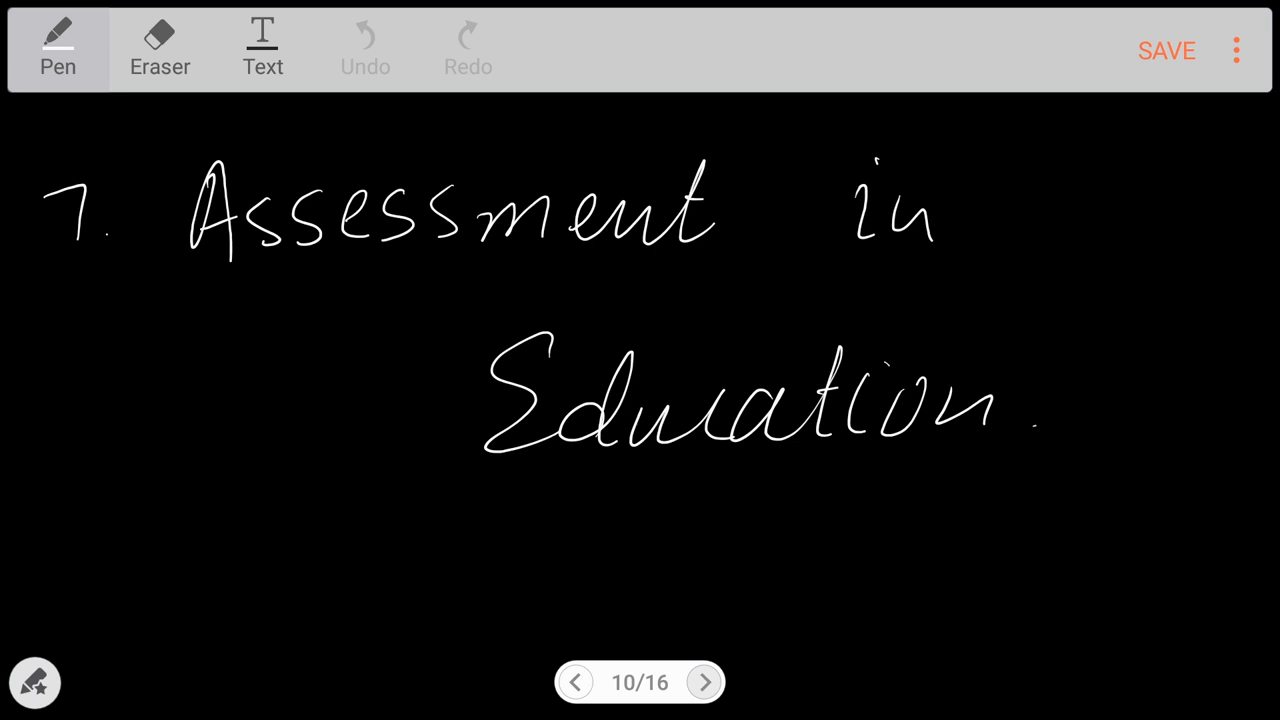 Pen Eraser Text Undo Redo SAVE
7. Assessment in
Education.
10/16